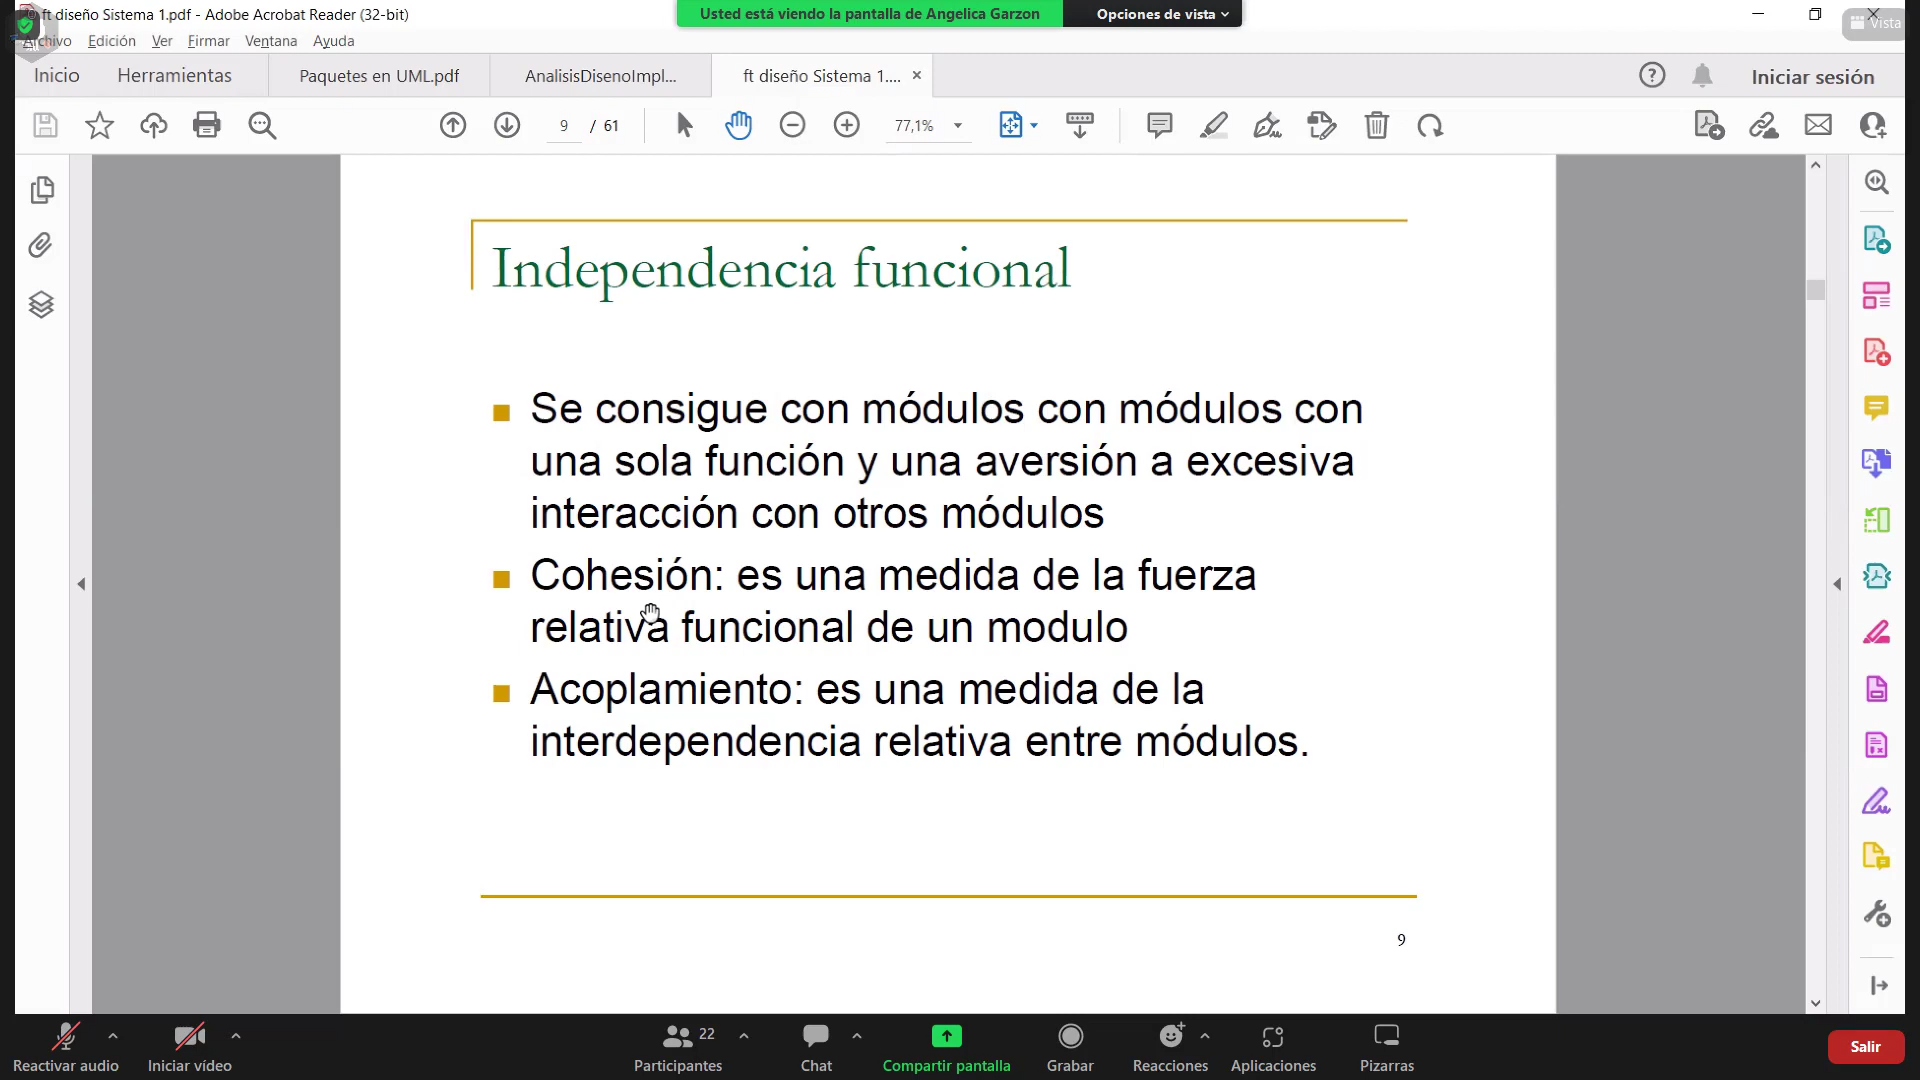 ft diseño Sistema 1.pdf - Adobe Acrobat Reader (32-bit)
Usted está viendo la pantalla de Angelica Garzon
Opciones de vista
Vista
Archivo Edición Ver Firmar Ventana Ayuda
Inicio Herramientas Paquetes en UML.pdf AnalisisDisenoImpl... ft diseño Sistema 1.... × Iniciar sesión
9 / 61 77,1%
Independencia funcional
Se consigue con módulos con módulos con
una sola función y una aversión a excesiva
interacción con otros módulos
Cohesión: es una medida de la fuerza
relativa funcional de un modulo
Acoplamiento: es una medida de la
interdependencia relativa entre módulos.
9
22
Reactivar audio Iniciar vídeo Participantes Chat Compartir pantalla Grabar Reacciones Aplicaciones Pizarras Salir